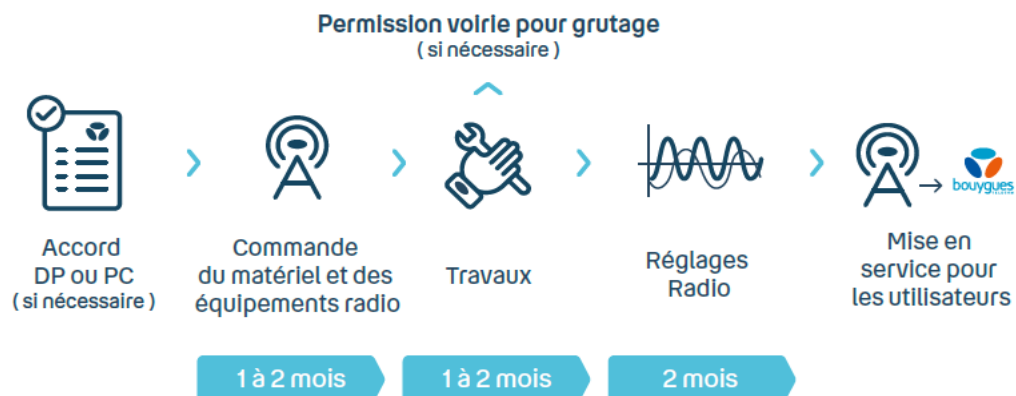 Permission voirie pour grutage
( si nécessaire )
Accord
DP ou PC
( si nécessaire )
Commande
du matériel et des
équipements radio
Travaux
Réglages
Radio
bouygues
Mise en
service pour
les utilisateurs
1 à 2 mois
1 à 2 mois
2 mois